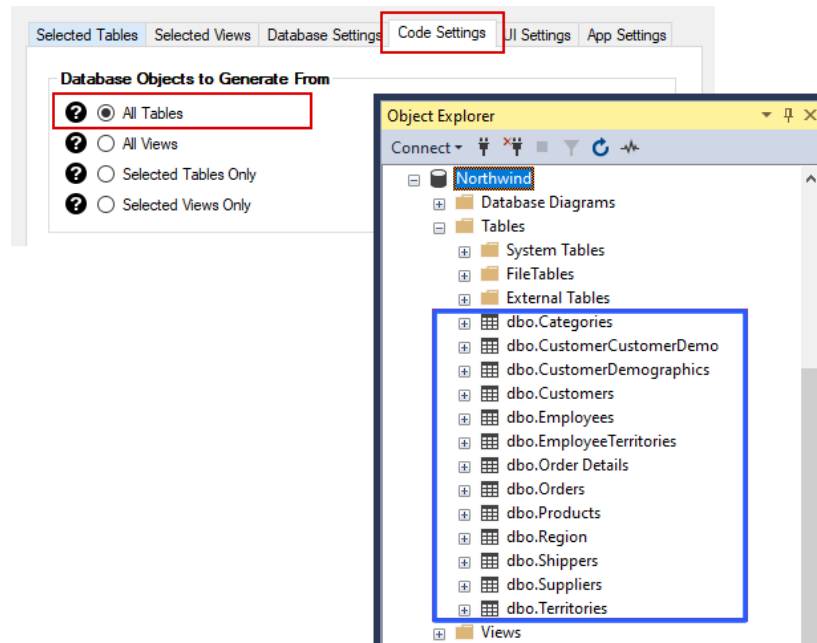 Selected Tables Selected Views Database Settings Code Settings UI Settings App Settings
Database Objects to Generate From
? All Tables
? All Views
? Selected Tables Only
? Selected Views Only
Object Explorer
Connect
Northwind
Database Diagrams
Tables
System Tables
FileTables
External Tables
dbo.Categories
dbo.CustomerCustomerDemo
dbo.CustomerDemographics
dbo.Customers
dbo.Employees
dbo.EmployeeTerritories
dbo.Order Details
dbo.Orders
dbo.Products
dbo.Region
dbo.Shippers
dbo.Suppliers
dbo.Territories
Views